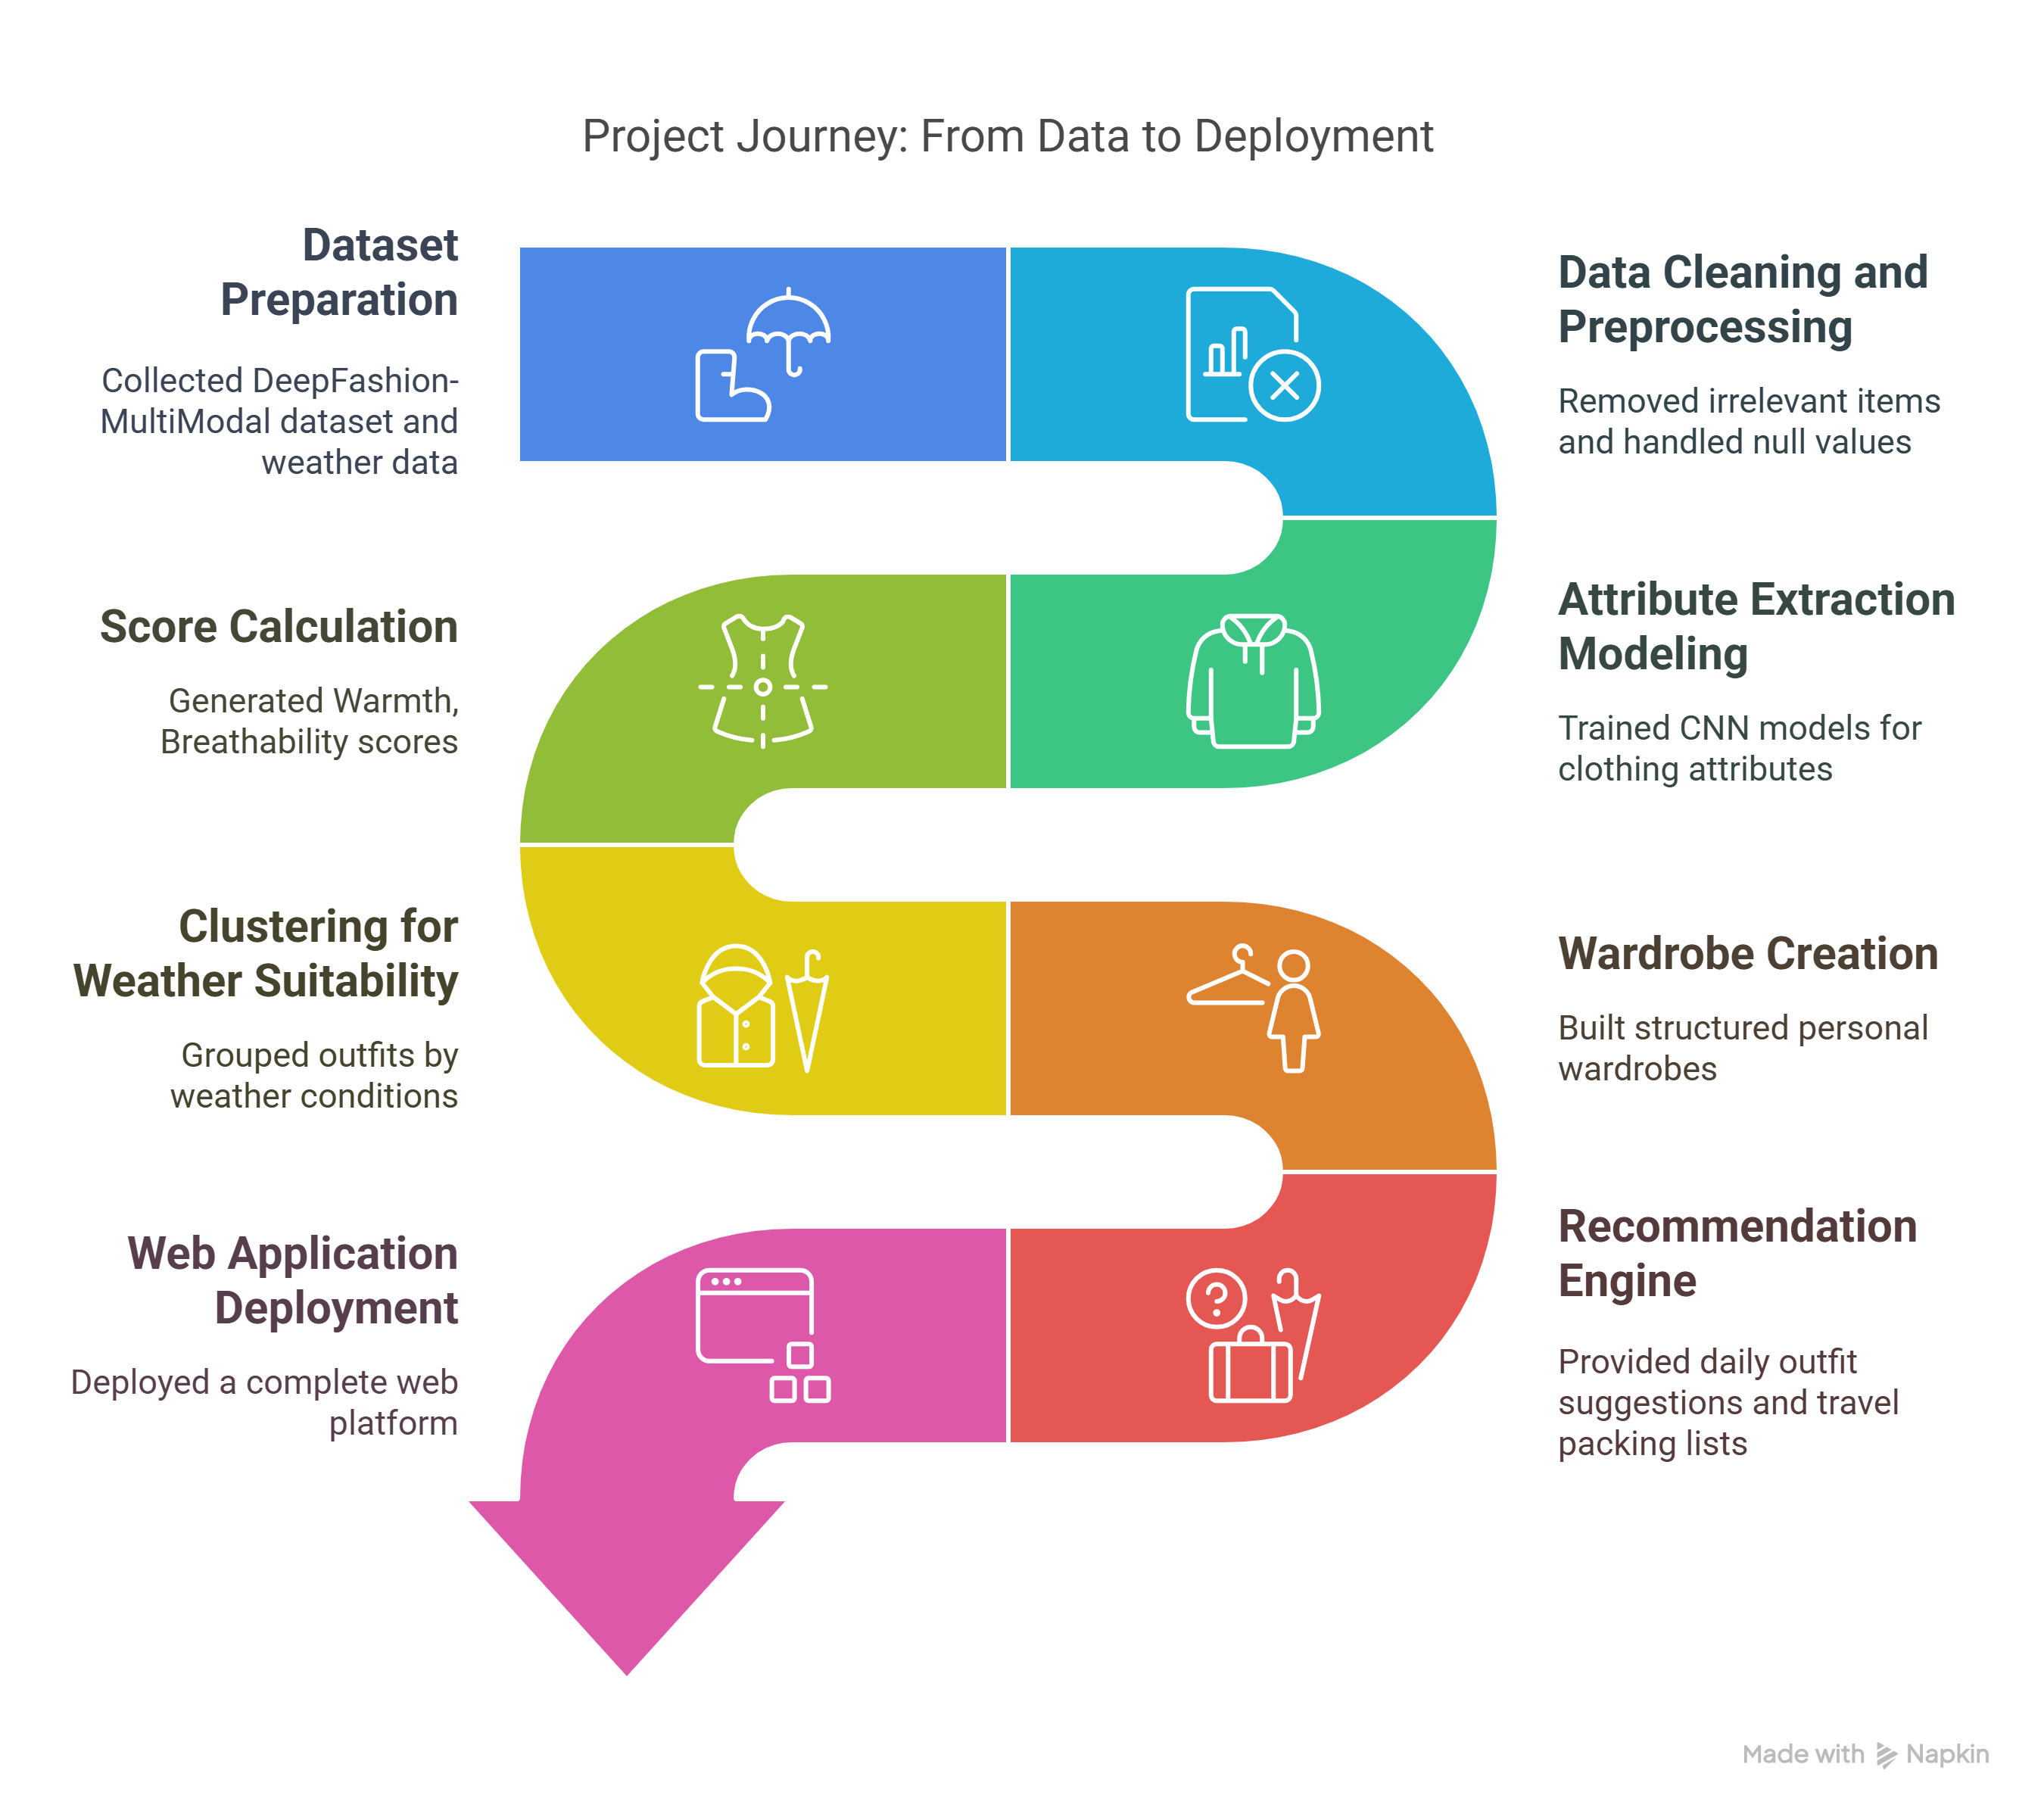 Project Journey: From Data to Deployment
Dataset
Preparation
Collected DeepFashion-
MultiModal dataset and
weather data
Data Cleaning and
Preprocessing
Removed irrelevant items
and handled null values
Attribute Extraction
Modeling
Trained CNN models for
clothing attributes
Score Calculation
Generated Warmth,
Breathability scores
Clustering for
Weather Suitability
Grouped outfits by
weather conditions
Wardrobe Creation
Built structured personal
wardrobes
Recommendation
Engine
Provided daily outfit
suggestions and travel
packing lists
Web Application
Deployment
Deployed a complete web
platform
Made with Napkin